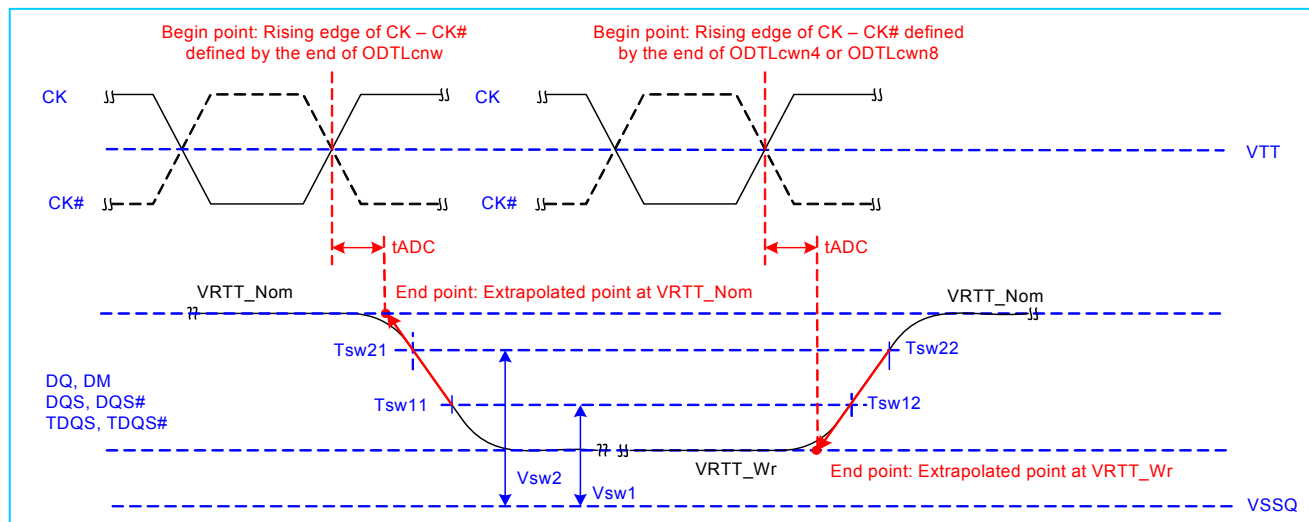 Begin point: Rising edge of CK – CK#
defined by the end of ODTLcnw
Begin point: Rising edge of CK – CK# defined
by the end of ODTLcwn4 or ODTLcwn8
CK
CK
VTT
CK#
CK#
tADC
tADC
VRTT_Nom
End point: Extrapolated point at VRTT_Nom
VRTT_Nom
Tsw21
Tsw22
DQ, DM
DQS, DQS#
TDQS, TDQS#
Tsw11
Tsw12
VRTT_Wr
End point: Extrapolated point at VRTT_Wr
Vsw2
Vsw1
VSSQ